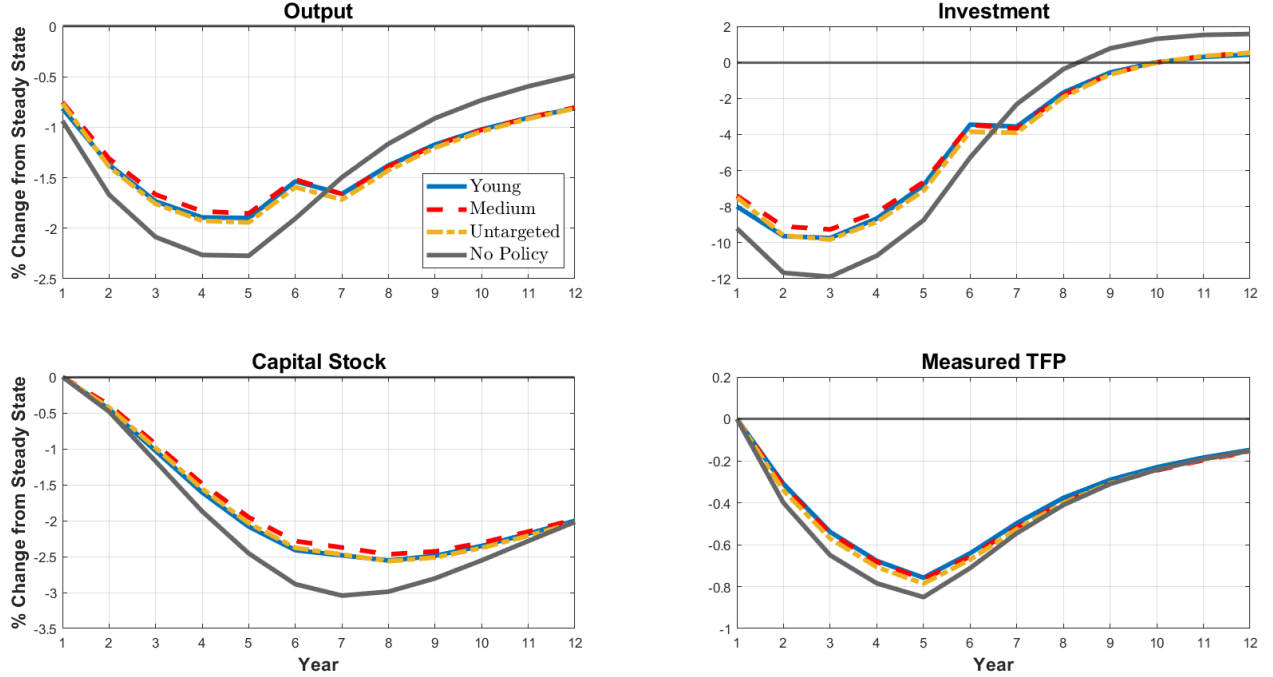 Output
% Change from Steady State
0
-0.5
-1
-1.5
-2
-2.5
1 2 3 4 5 6 7 8 9 10 11 12
Young
Medium
Untargeted
No Policy
Investment
2
0
-2
-4
-6
-8
-10
-12
1 2 3 4 5 6 7 8 9 10 11 12
Capital Stock
% Change from Steady State
0
-0.5
-1
-1.5
-2
-2.5
-3
-3.5
1 2 3 4 5 6 7 8 9 10 11 12
Year
Measured TFP
0.2
0
-0.2
-0.4
-0.6
-0.8
-1
1 2 3 4 5 6 7 8 9 10 11 12
Year